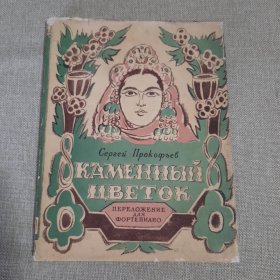 Сергей Прокофьев
КАМЕННЫЙ
ЦВЕТОК
ПЕРЕЛОЖЕНИЕ
ДЛЯ
ФОРТЕПИАНО